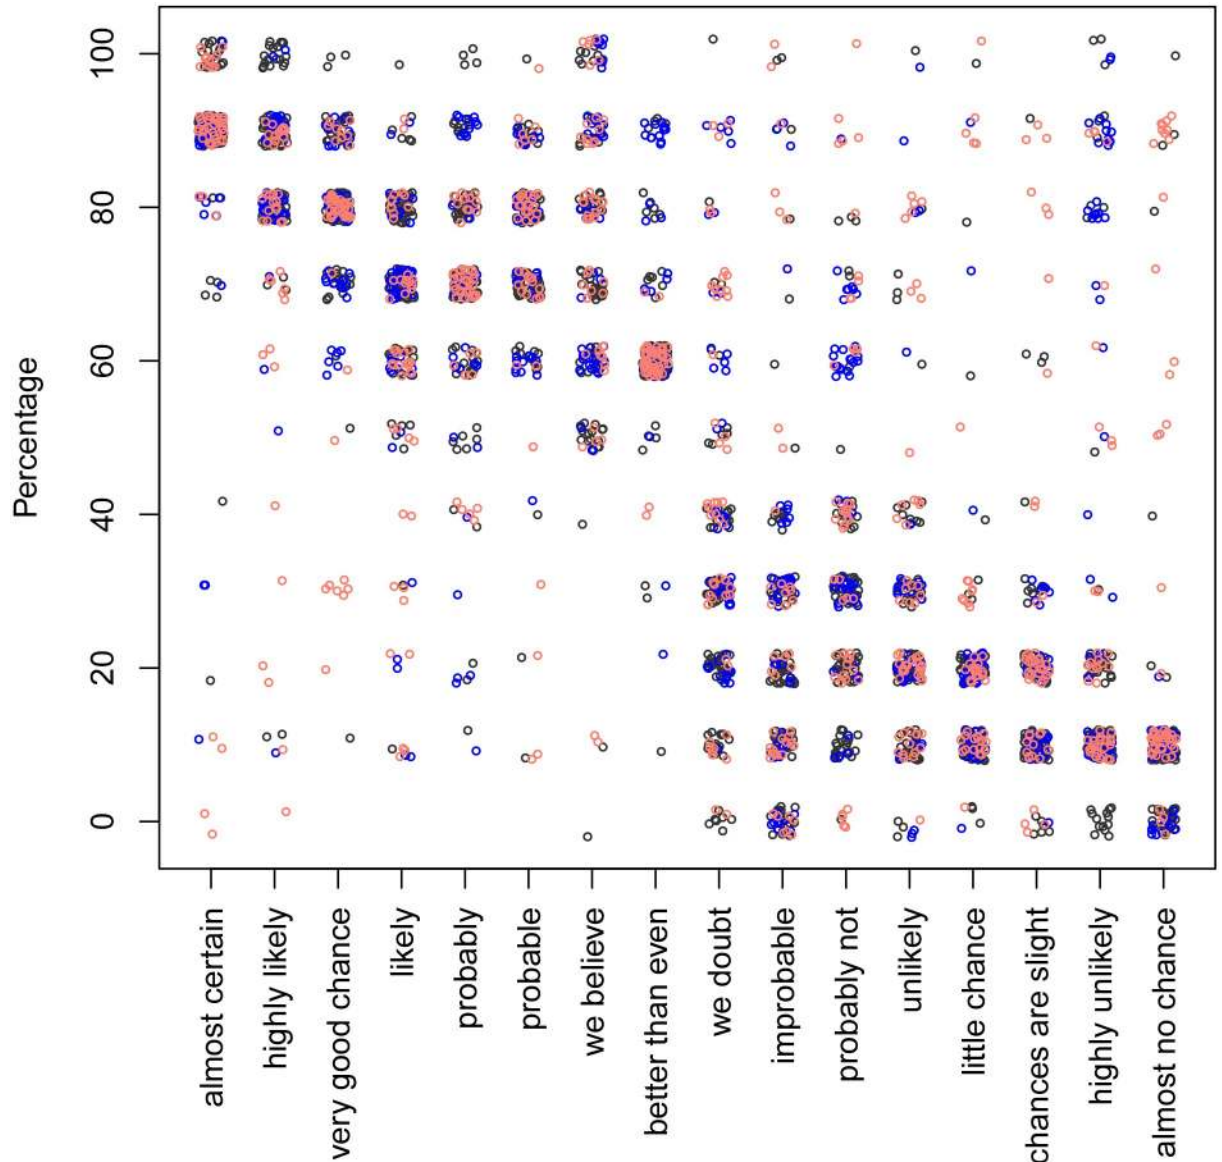 Percentage
100
80
60
40
20
0
almost certain
highly likely
very good chance
likely
probably
probable
we believe
better than even
we doubt
improbable
probably not
unlikely
little chance
chances are slight
highly unlikely
almost no chance